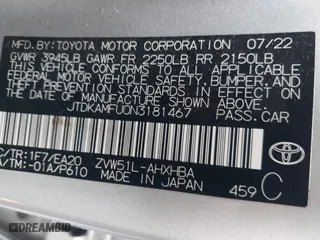 MFD.BY:TOYOTA MOTOR CORPORATION 07/22
GVWR 3945LB GAWR FR 2250LB RR 2150LB
THIS VEHICLE CONFORMS TO ALL APPLICABLE
FEDERAL MOTOR VEHICLE SAFETY, BUMPER, AND
THEFT PREVENTION STANDARDS IN EFFECT ON
THE DATE OF MANUFACTURE SHOWN ABOVE.
JTDKAMFU0N3181467 PASS.CAR
C/TR:1F7/EA20 ZVW51L-AHXHBA
A/TM:-01A/P610 MADE IN JAPAN 459 C
TOYOTA